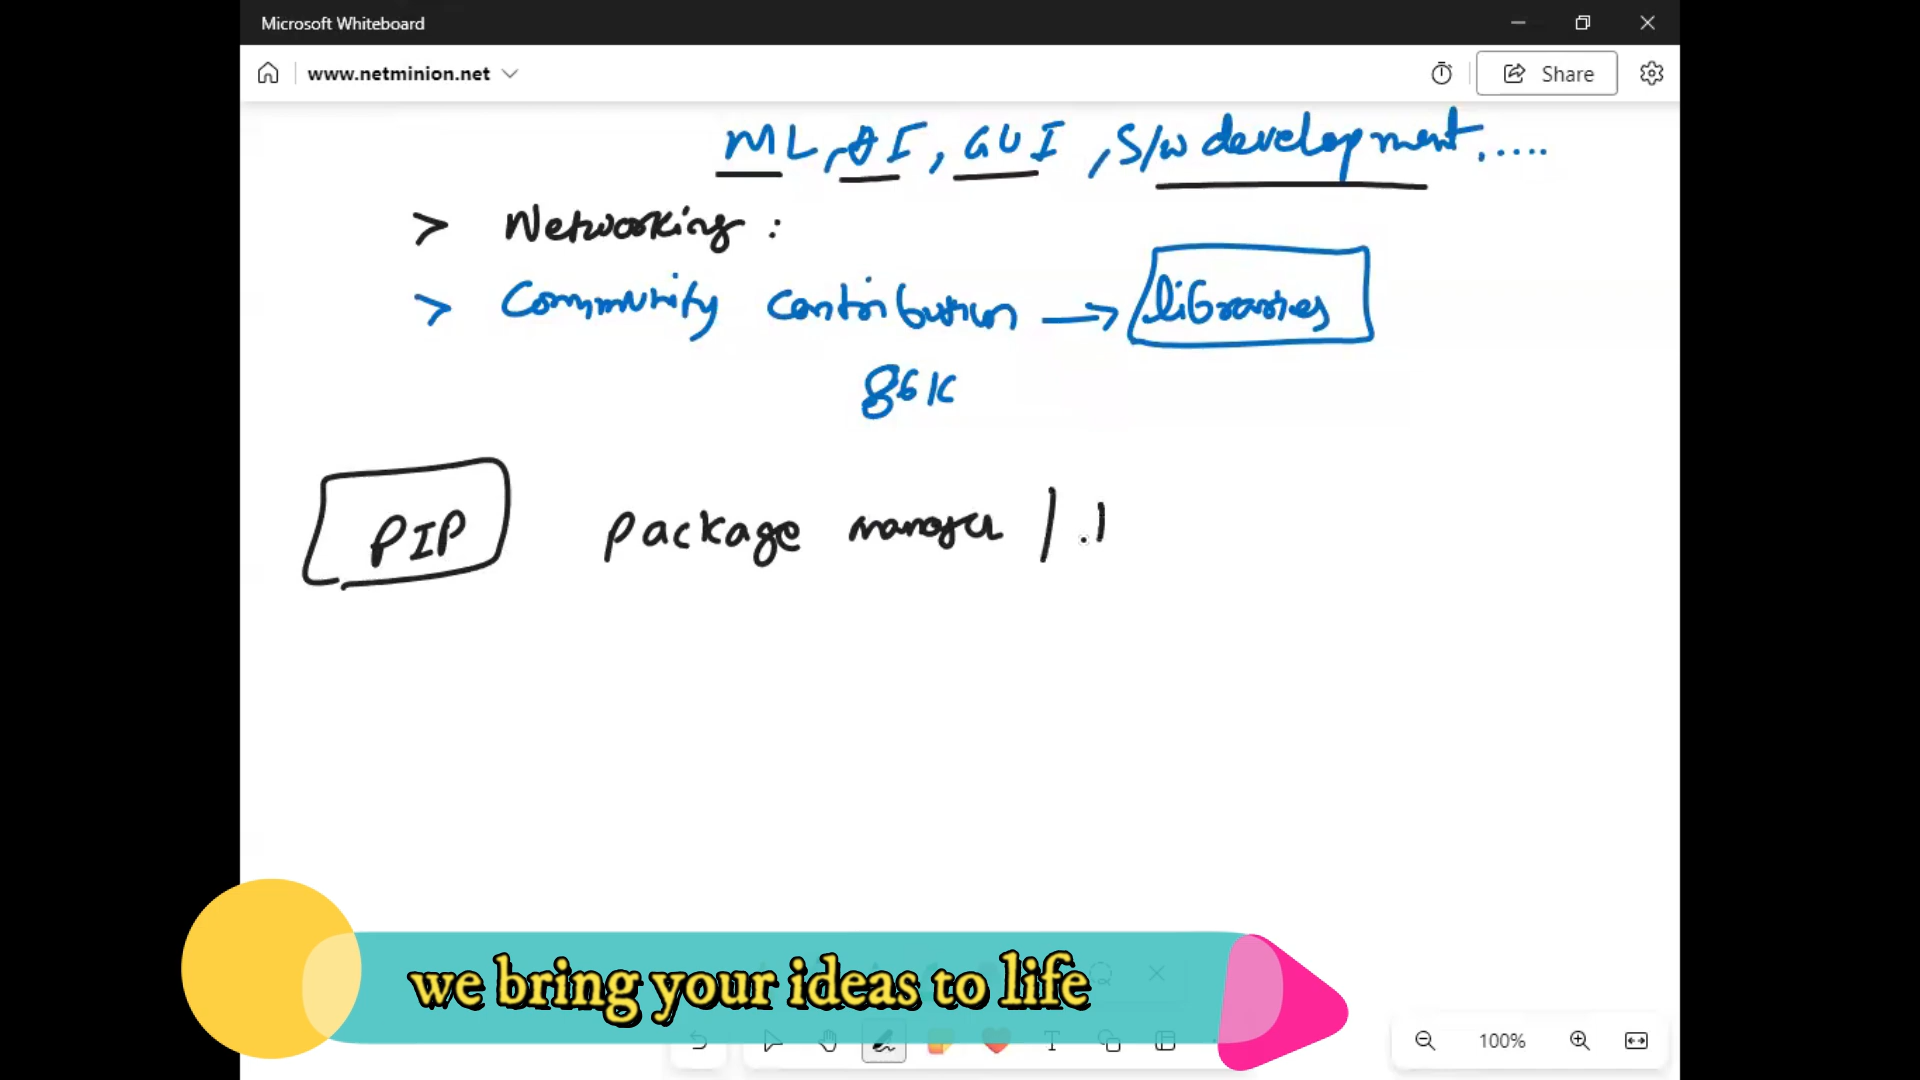 Microsoft Whiteboard
www.netminion.net
Share
ML, AI, GUI, S/W development, ....
> Networking :
> Community contribution → libraries
86K
PIP package manager / .1
we bring your ideas to life
100%